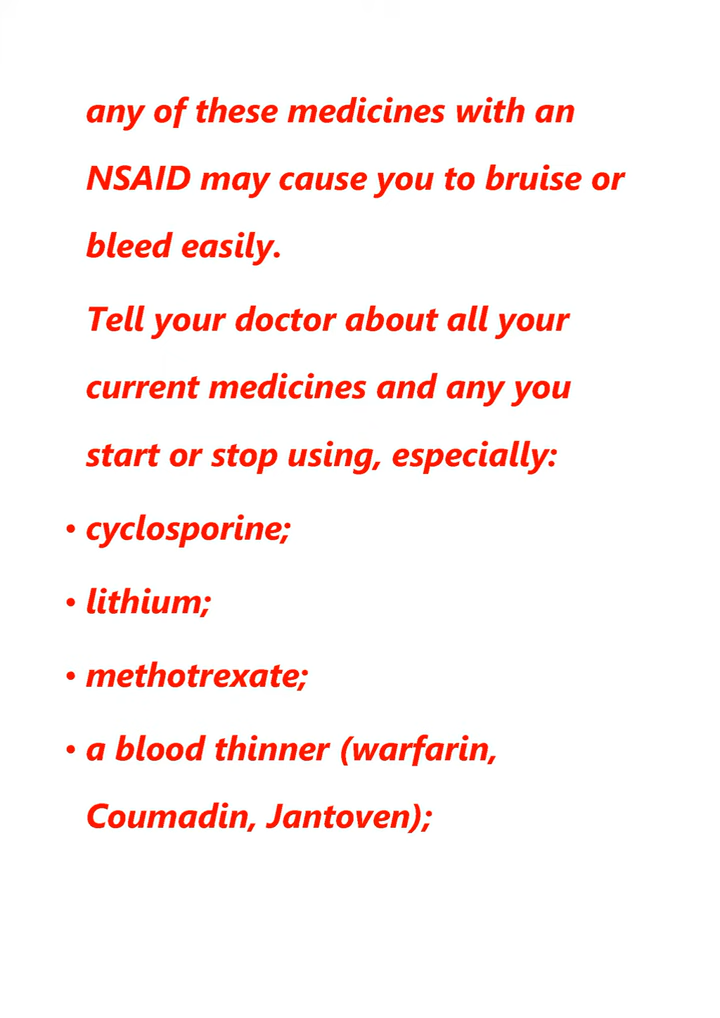 any of these medicines with an
NSAID may cause you to bruise or
bleed easily.
Tell your doctor about all your
current medicines and any you
start or stop using, especially:
• cyclosporine;
• lithium;
• methotrexate;
• a blood thinner (warfarin,
Coumadin, Jantoven);